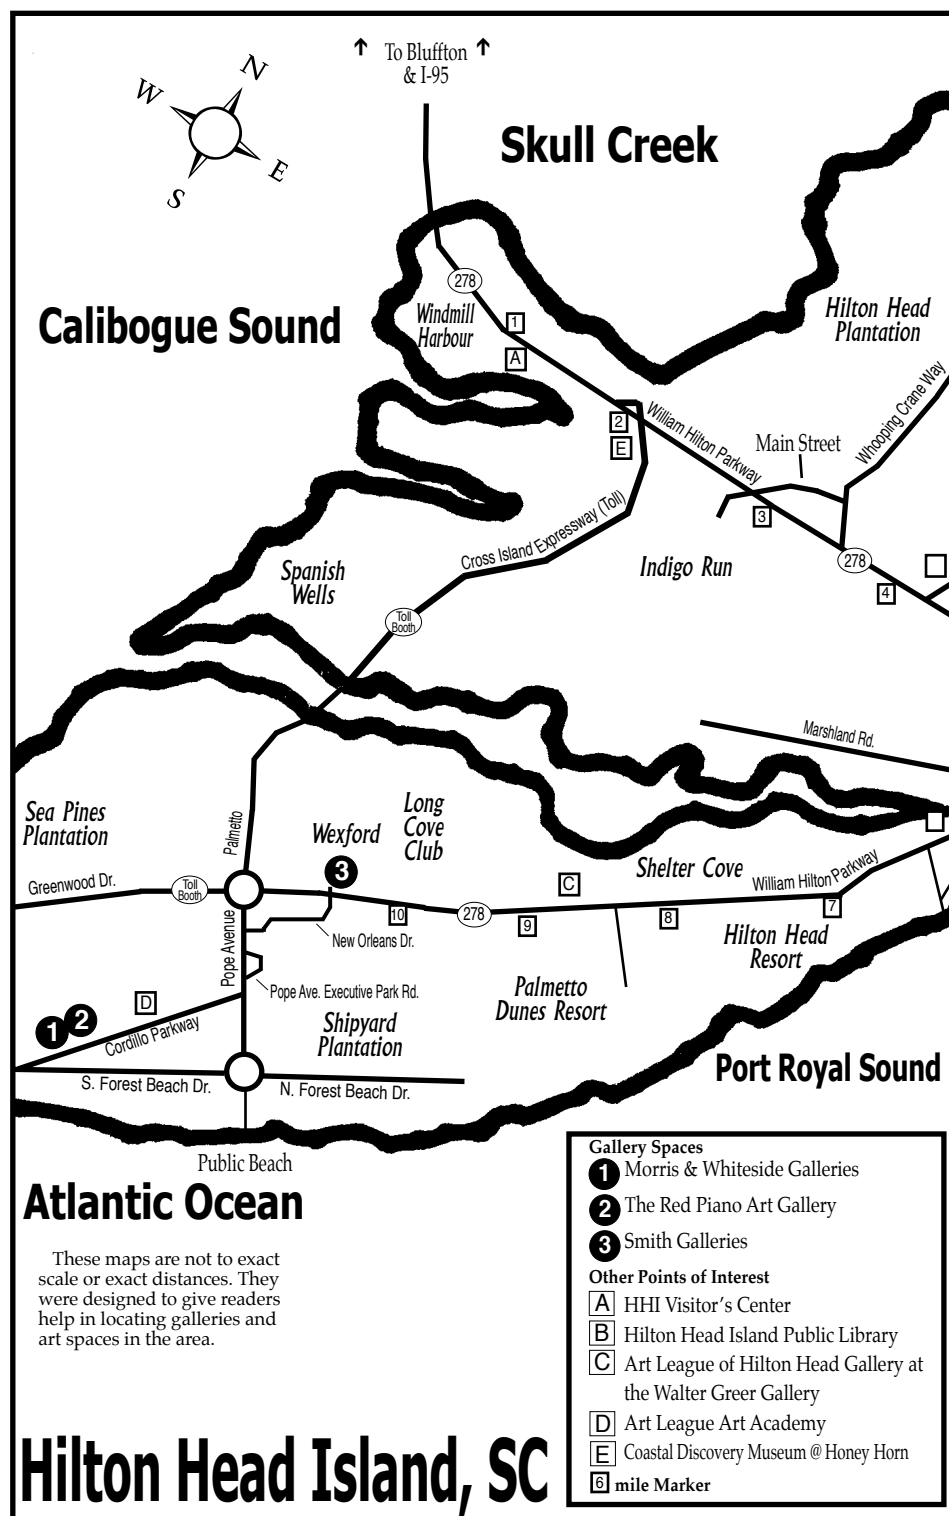 To Bluffton
& I-95
N
W
E
S
Skull Creek
278
Calibogue Sound
Windmill
Harbour
1
A
Hilton Head
Plantation
Whooping Crane Way
2
E
William Hilton Parkway
Main Street
3
Cross Island Expressway (Toll)
278
Indigo Run
4
Spanish
Wells
Toll
Booth
Marshland Rd.
Sea Pines
Plantation
Palmetto
Wexford
Long
Cove
Club
3
Shelter Cove
William Hilton Parkway
Greenwood Dr.
Toll
Booth
C
10
278
9
8
7
Pope Avenue
New Orleans Dr.
Hilton Head
Resort
Pope Ave. Executive Park Rd.
Palmetto
Dunes Resort
D
1
2
Cordillo Parkway
Shipyard
Plantation
S. Forest Beach Dr.
N. Forest Beach Dr.
Port Royal Sound
Public Beach
Atlantic Ocean
These maps are not to exact
scale or exact distances. They
were designed to give readers
help in locating galleries and
art spaces in the area.
Gallery Spaces
1 Morris & Whiteside Galleries
2 The Red Piano Art Gallery
3 Smith Galleries
Other Points of Interest
A HHI Visitor's Center
B Hilton Head Island Public Library
C Art League of Hilton Head Gallery at
the Walter Greer Gallery
D Art League Art Academy
E Coastal Discovery Museum @ Honey Horn
6 mile Marker
Hilton Head Island, SC